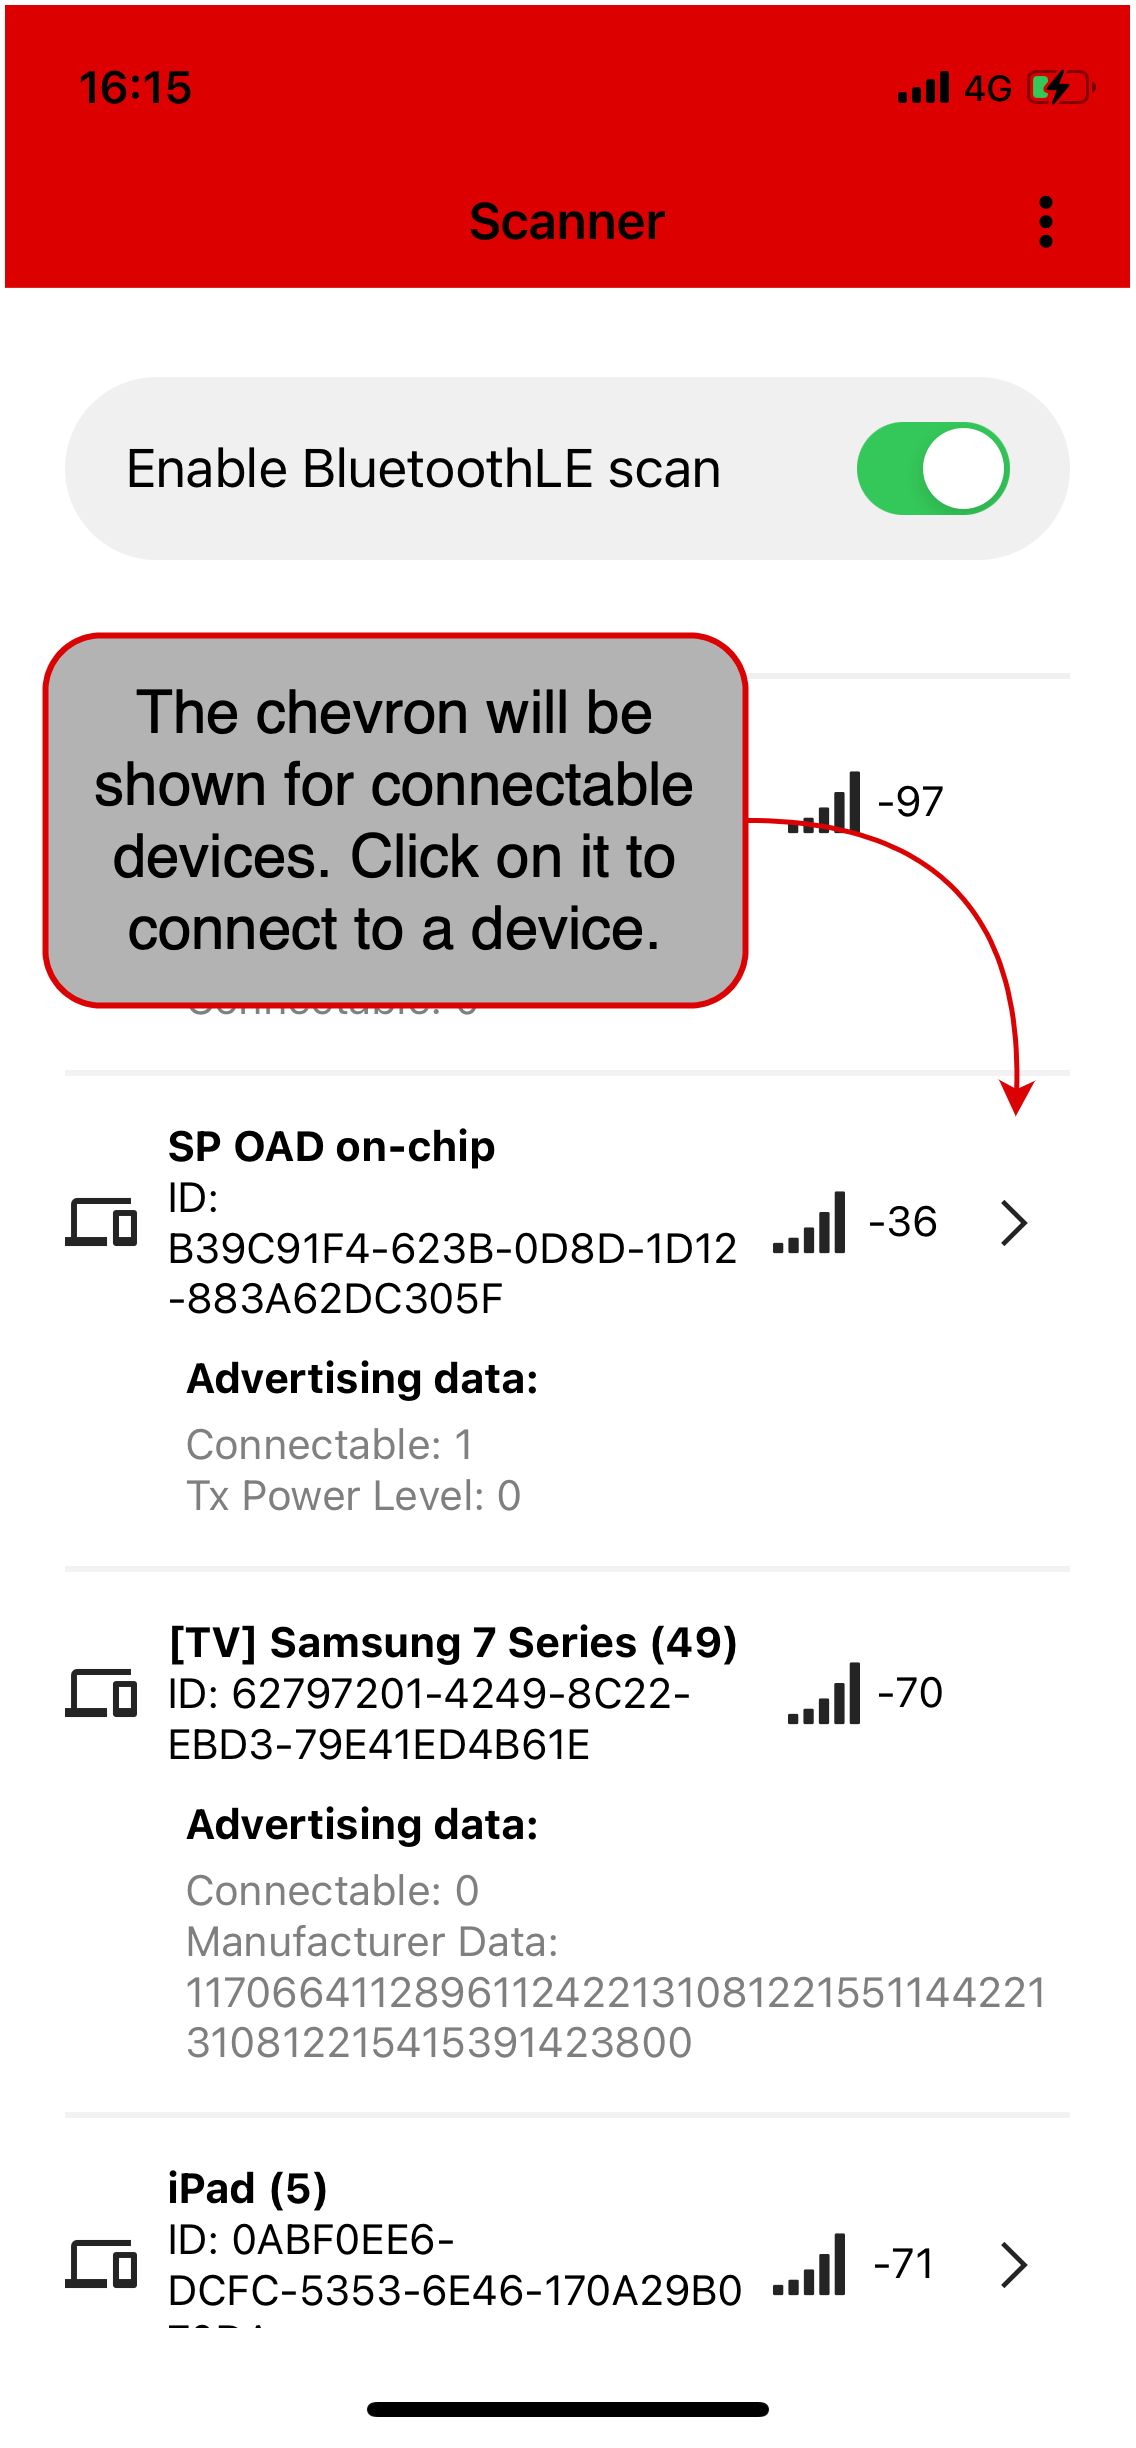 16:15
4G
Scanner
Enable BluetoothLE scan
The chevron will be
shown for connectable
devices. Click on it to
connect to a device.
-97
SP OAD on-chip
ID:
B39C91F4-623B-0D8D-1D12
-883A62DC305F
-36
Advertising data:
Connectable: 1
Tx Power Level: 0
[TV] Samsung 7 Series (49)
ID: 62797201-4249-8C22-
EBD3-79E41ED4B61E
-70
Advertising data:
Connectable: 0
Manufacturer Data:
1170664112896112422131081221551144221
310812215415391423800
iPad (5)
ID: 0ABF0EE6-
DCFC-5353-6E46-170A29B0
-71